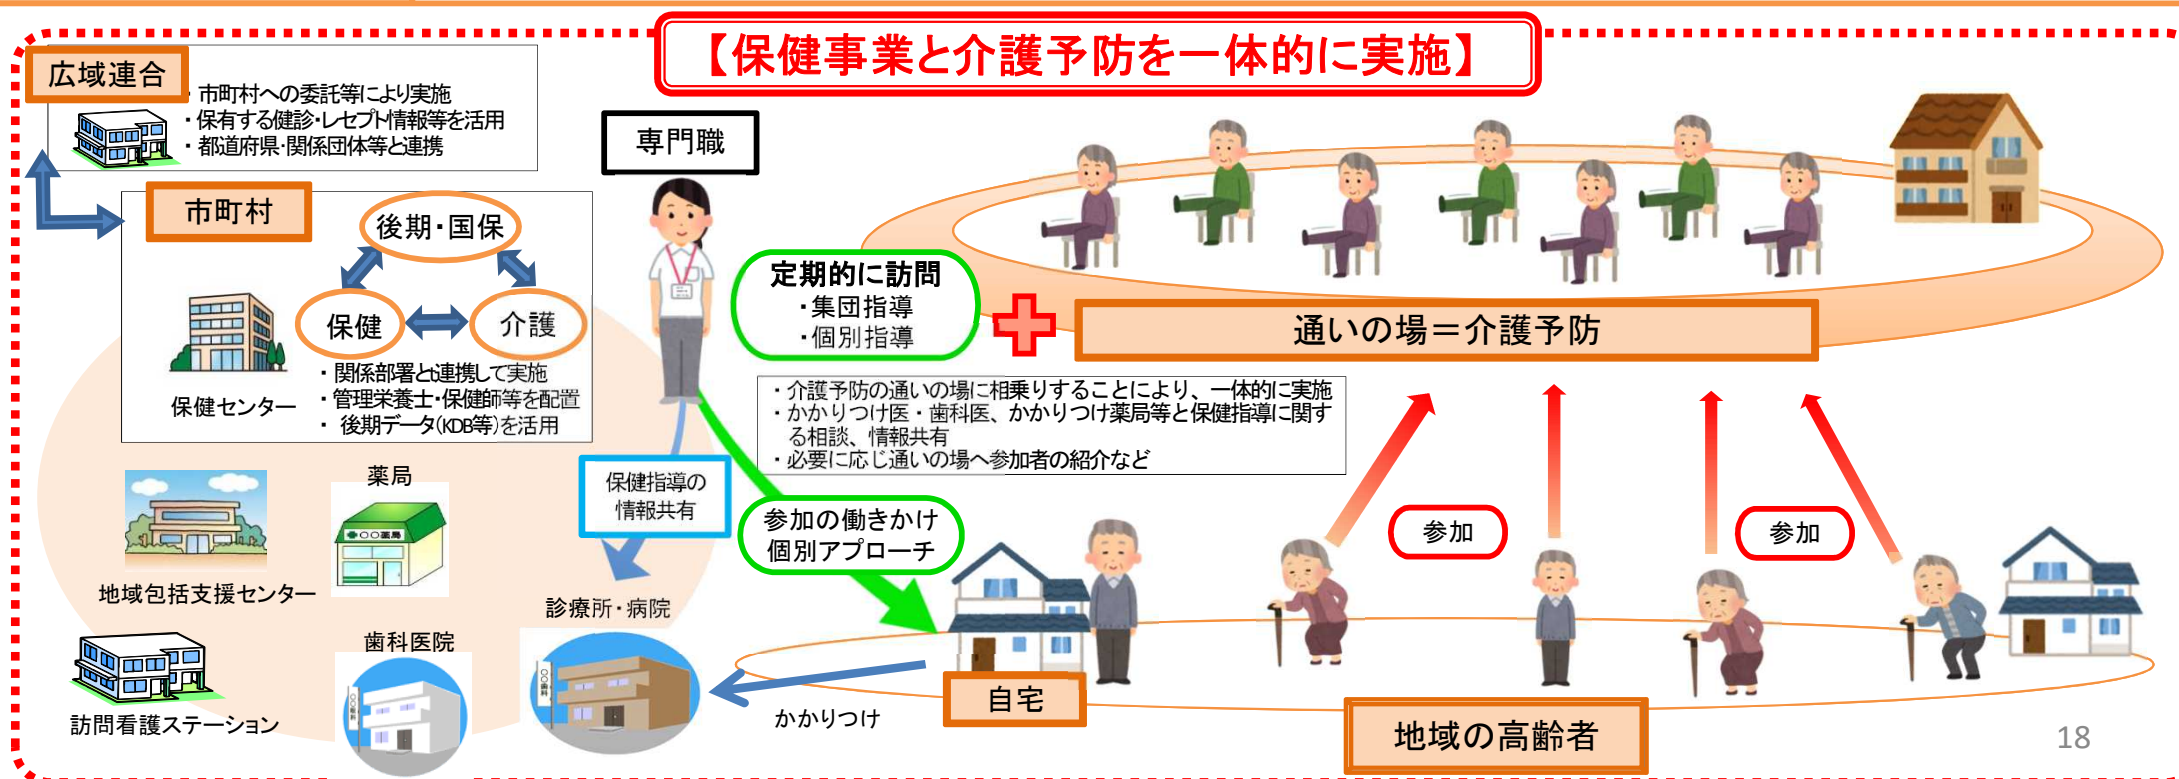 【保健事業と介護予防を一体的に実施】
広域連合
・ 市町村への委託等により実施
・保有する健診・レセプト情報等を活用
・ 都道府県・関係団体等と連携
市町村
後期・国保
保健
介護
保健センター
・ 関係部署と連携して実施
・ 管理栄養士・保健師等を配置
・ 後期データ(KDB等)を活用
専門職
定期的に訪問
・集団指導
・個別指導
通いの場=介護予防
・ 介護予防の通いの場に相乗りすることにより、一体的に実施
・ かかりつけ医・歯科医、かかりつけ薬局等と保健指導に関す
る相談、情報共有
・ 必要に応じ通いの場へ参加者の紹介など
保健指導の
情報共有
参加の働きかけ
個別アプローチ
参加
参加
地域包括支援センター
薬局
〇〇薬局
訪問看護ステーション
歯科医院
〇〇歯科
診療所・病院
〇〇歯科
かかりつけ
自宅
地域の高齢者
18